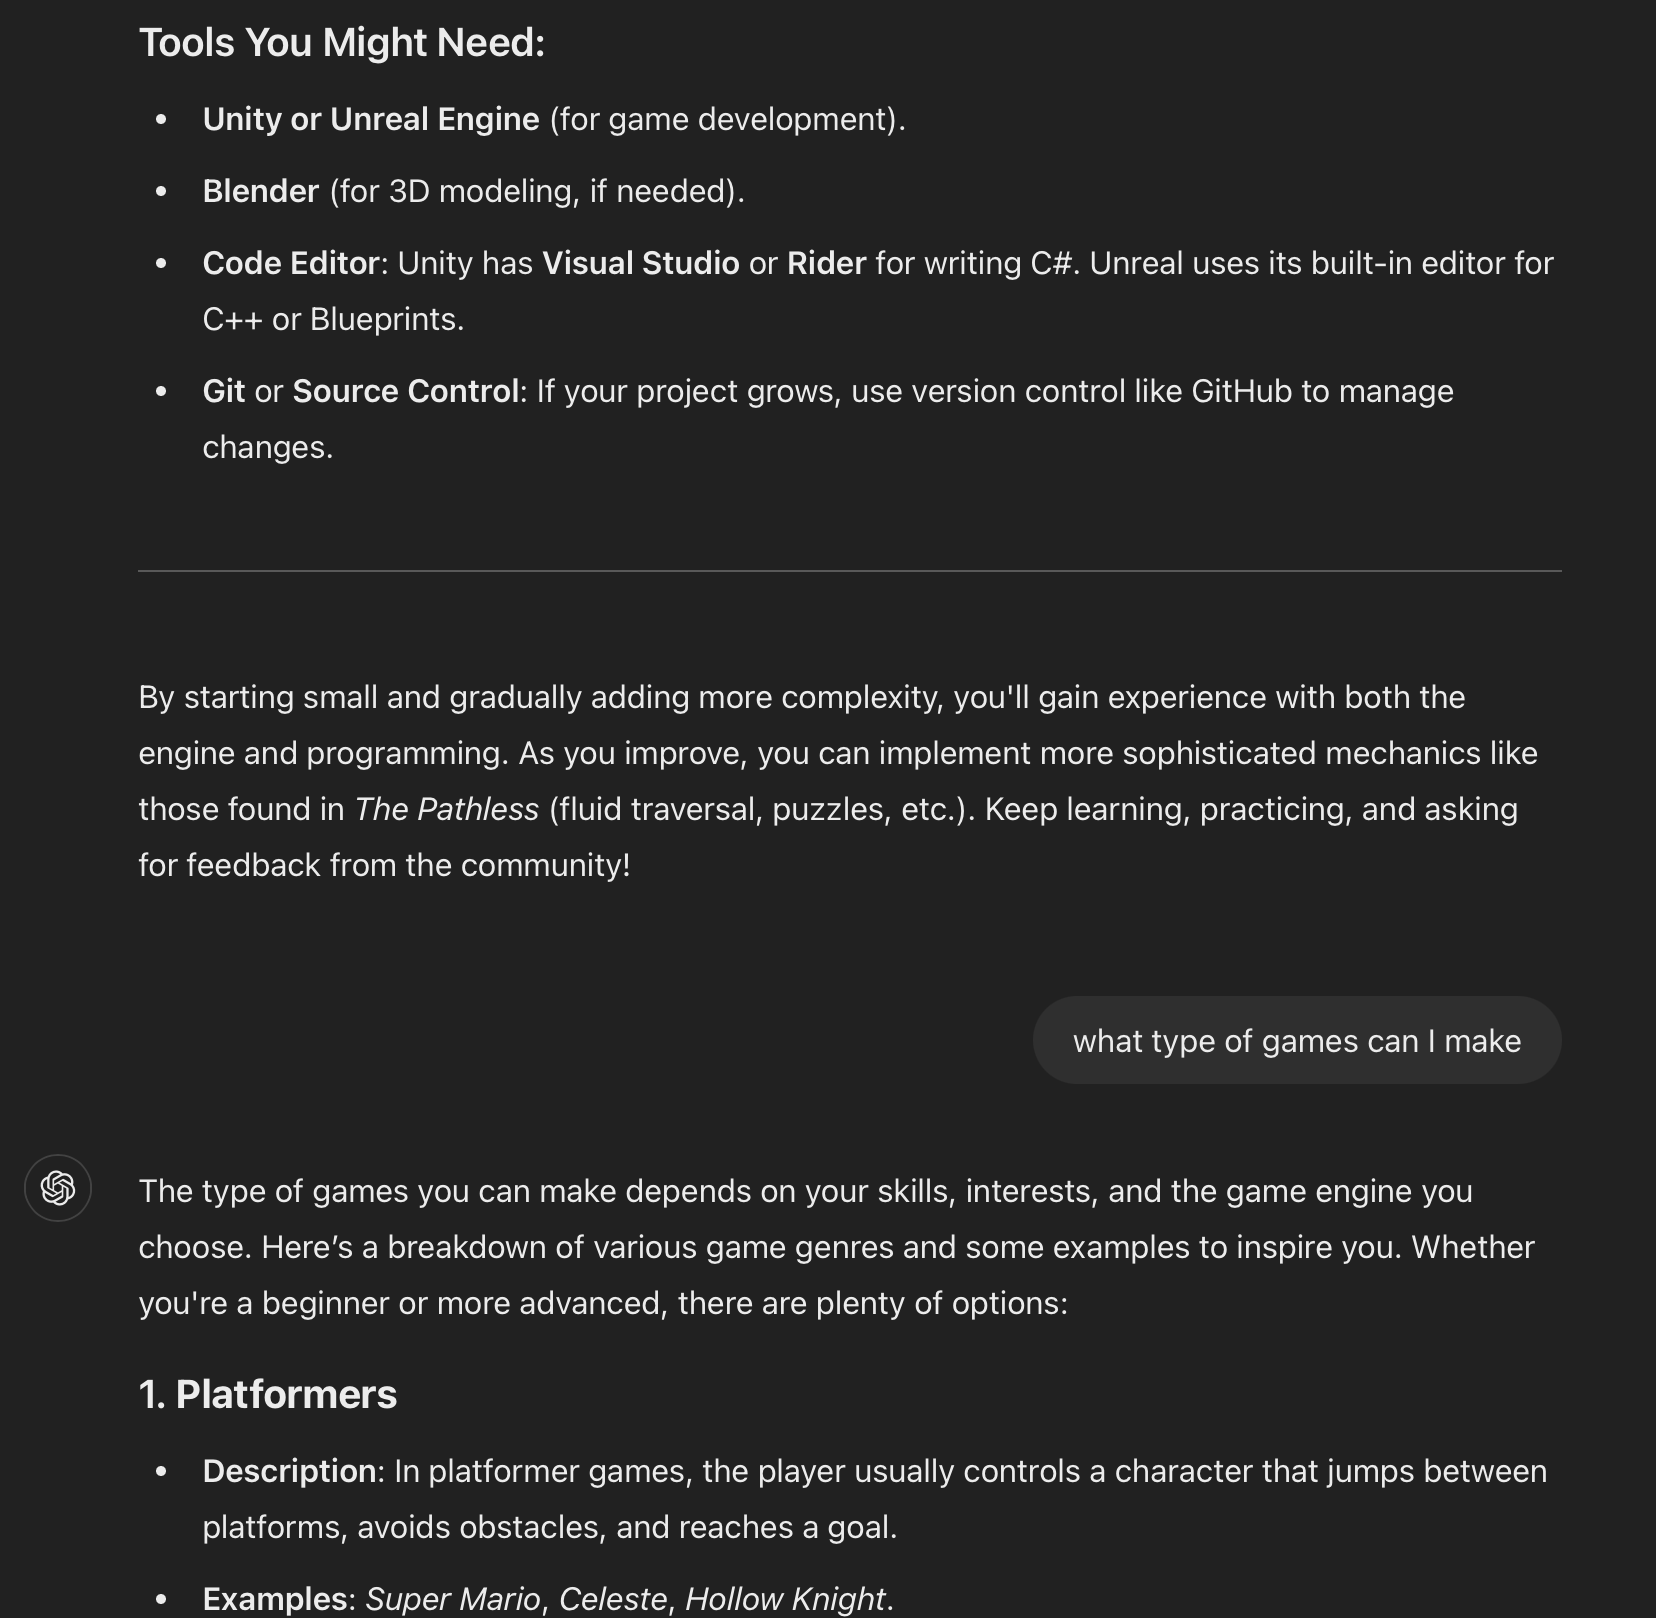 Tools You Might Need:
• Unity or Unreal Engine (for game development).
• Blender (for 3D modeling, if needed).
• Code Editor: Unity has Visual Studio or Rider for writing C#. Unreal uses its built-in editor for
C++ or Blueprints.
• Git or Source Control: If your project grows, use version control like GitHub to manage
changes.
By starting small and gradually adding more complexity, you'll gain experience with both the
engine and programming. As you improve, you can implement more sophisticated mechanics like
those found in The Pathless (fluid traversal, puzzles, etc.). Keep learning, practicing, and asking
for feedback from the community!
what type of games can I make
The type of games you can make depends on your skills, interests, and the game engine you
choose. Here’s a breakdown of various game genres and some examples to inspire you. Whether
you're a beginner or more advanced, there are plenty of options:
1. Platformers
• Description: In platformer games, the player usually controls a character that jumps between
platforms, avoids obstacles, and reaches a goal.
• Examples: Super Mario, Celeste, Hollow Knight.